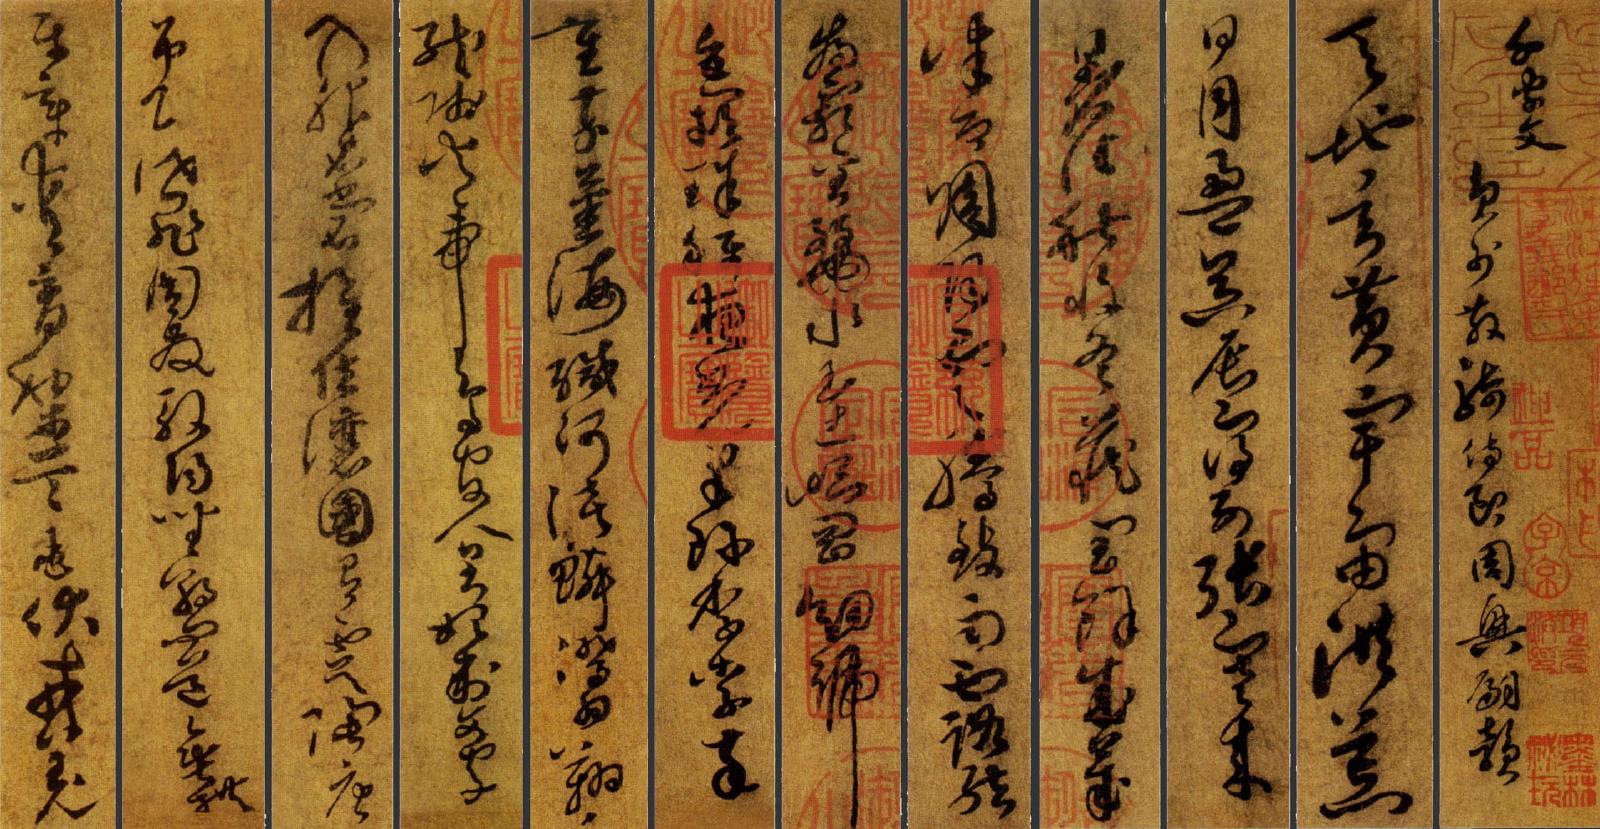 千字文 員外散騎侍郎周興嗣韻
天地玄黃宇宙洪荒
日月盈昃辰宿列張寒來
暑往秋收冬藏閏餘成歲
律呂調陽雲騰致雨露結
為霜金生麗水玉出崑岡劍號
巨闕珠稱夜光菓珍李柰菜
重芥薑海鹹河淡鱗潛羽翔
龍師火帝鳥官人皇始制文字
乃服衣裳推位讓國有虞陶唐
弔民伐罪周發殷湯坐朝問道垂拱
平章愛育黎首臣伏戎羌